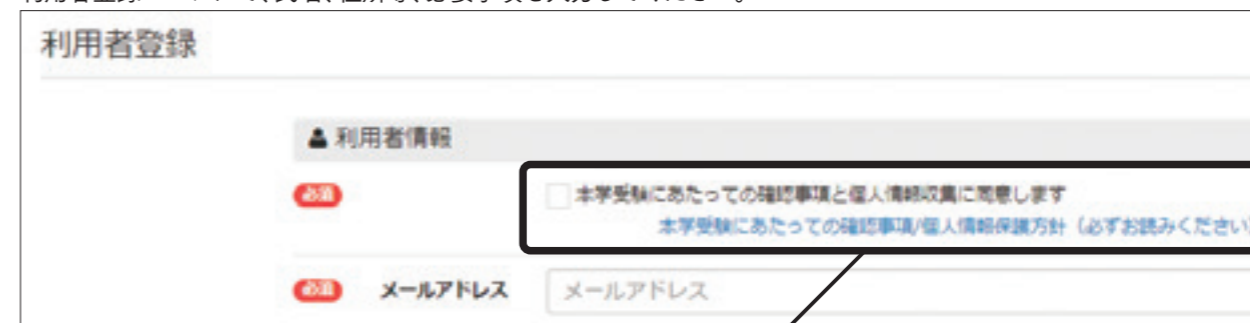 利用者登録
利用者情報
必須
本学受験にあたっての確認事項と個人情報収集に同意します
本学受験にあたっての確認事項/個人情報保護方針（必ずお読みください）
必須 メールアドレス メールアドレス